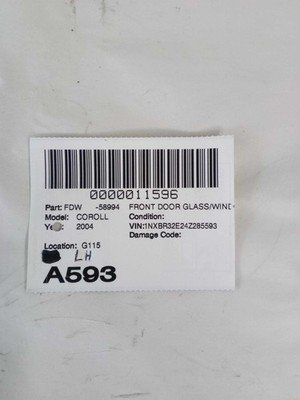 0000011596
Part: FDW -58994 FRONT DOOR GLASS/WIND
Model: COROLL Condition:
2004 VIN:1NXBR32E24Z285593
Damage Code:
Location: G115
LH
A593